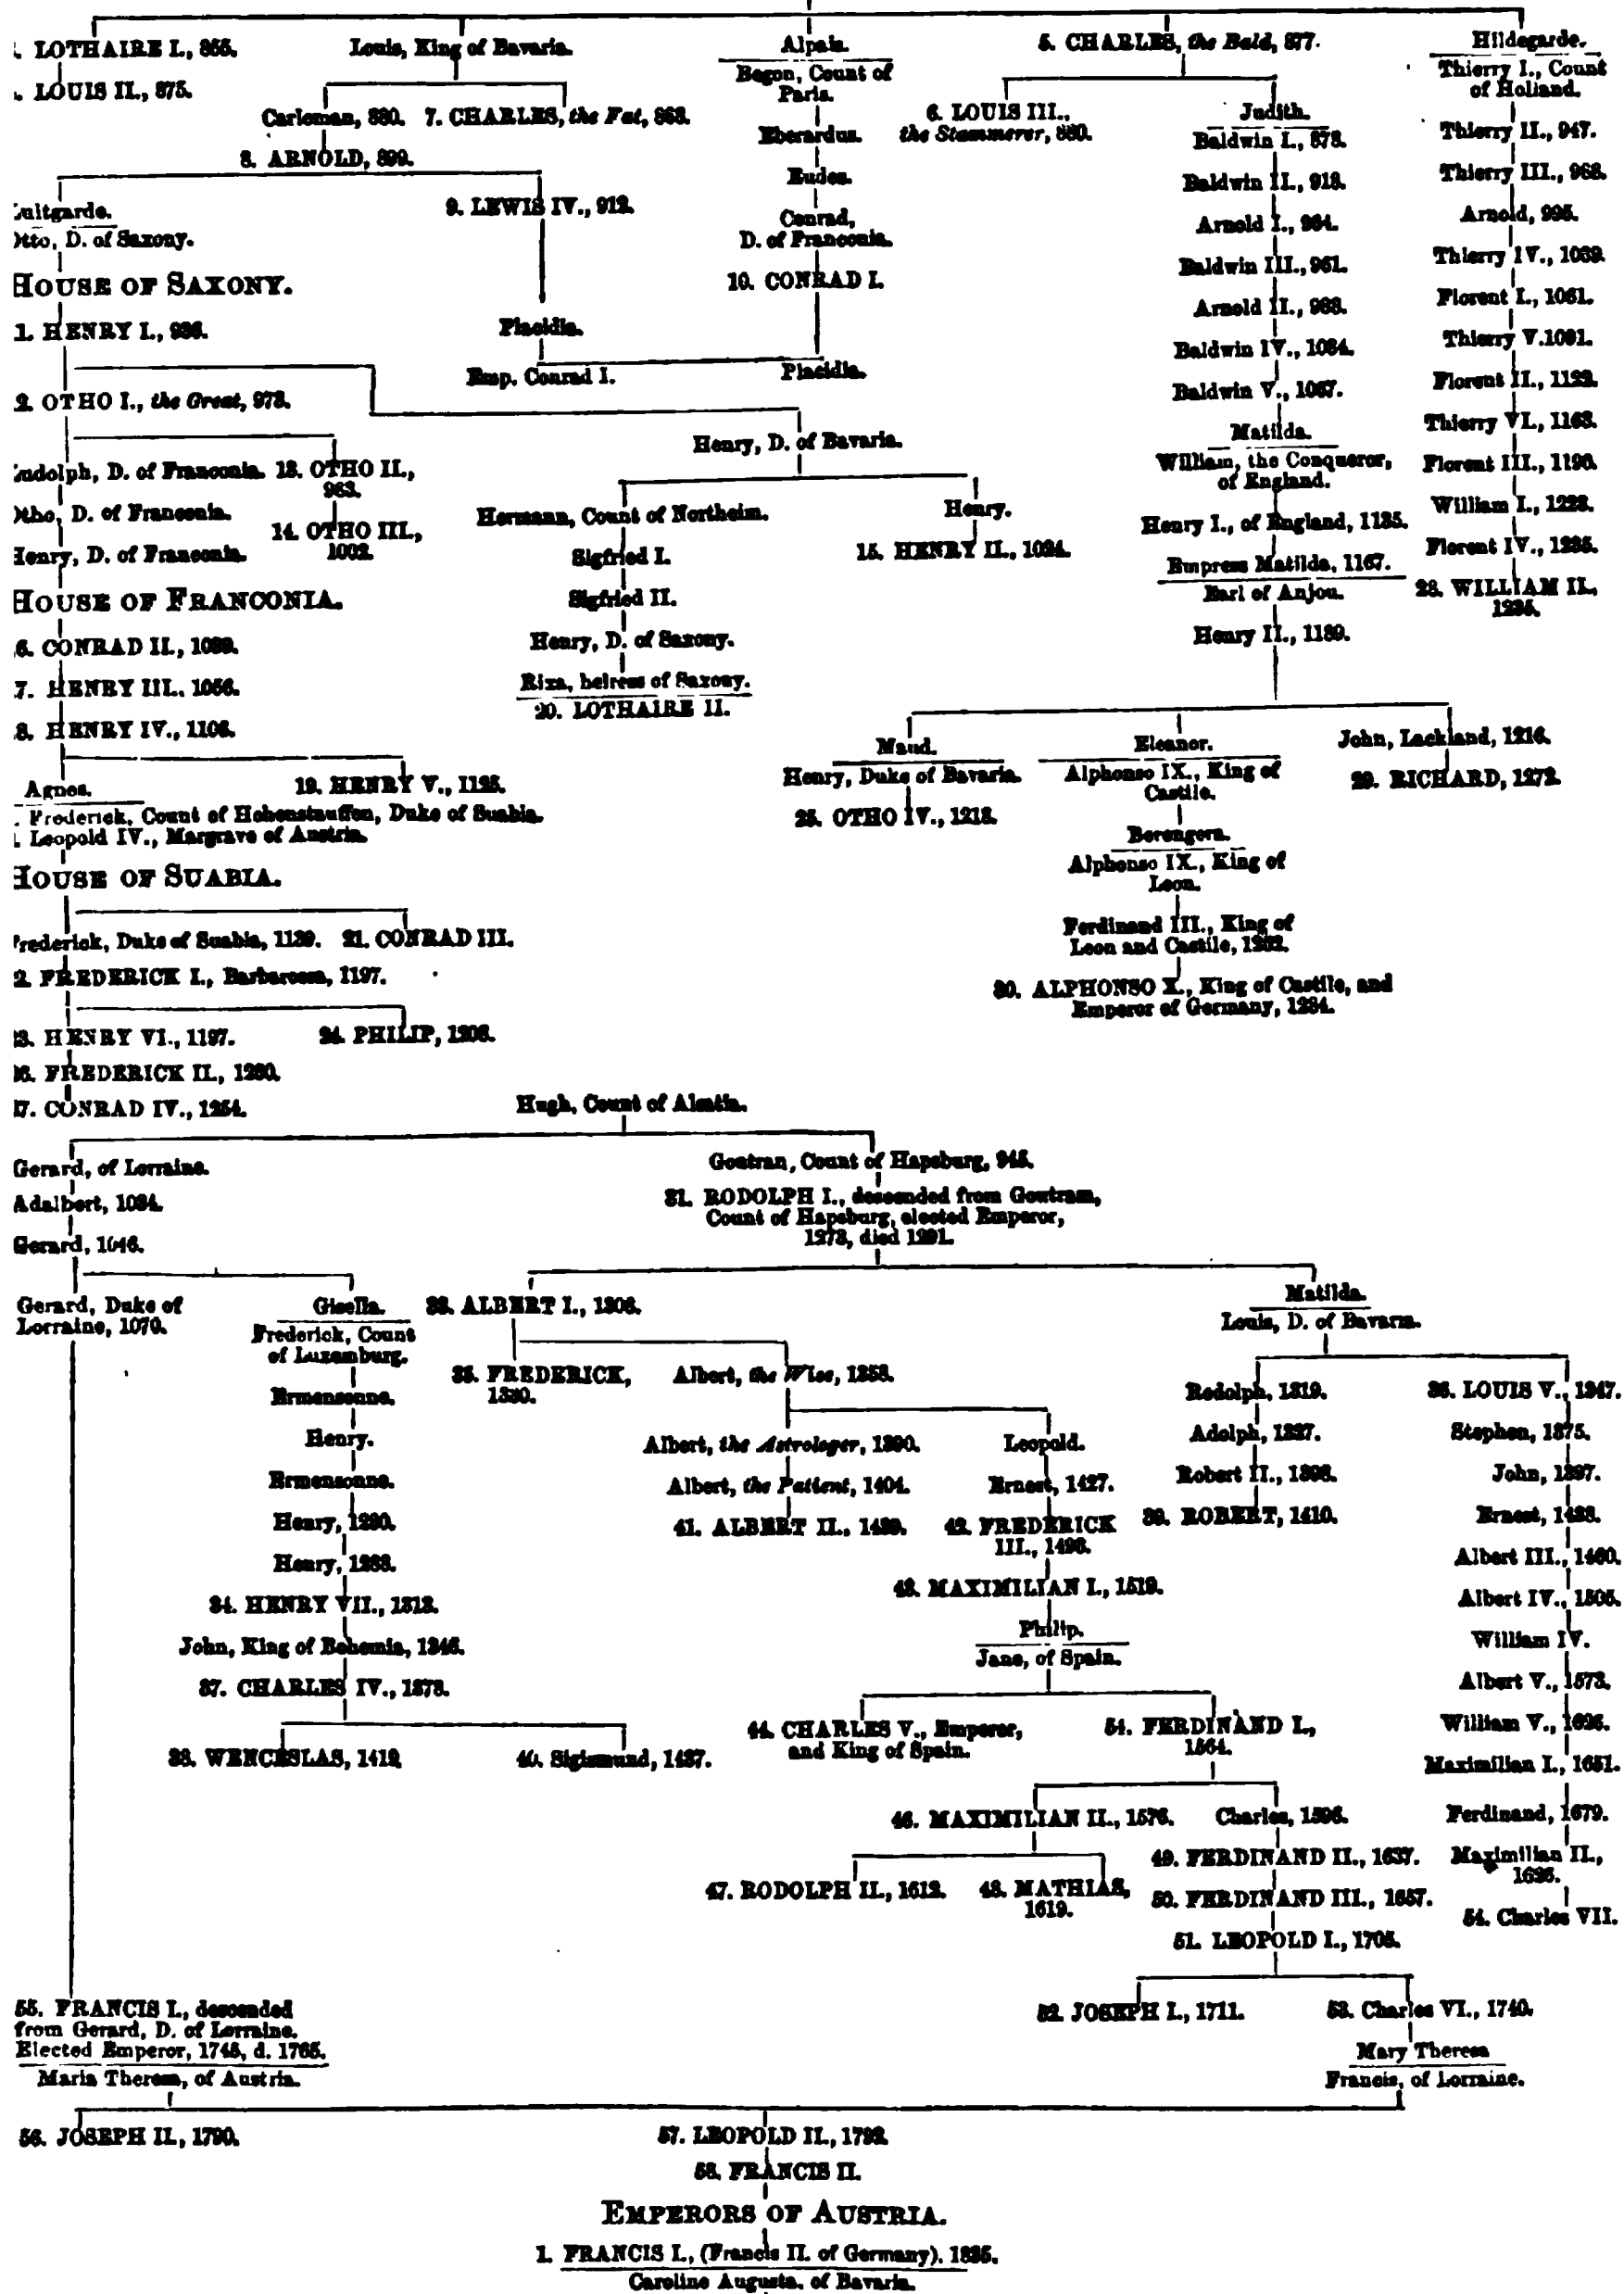 LOTHAIRE I., 855.
Louis, King of Bavaria.
Alpais.
5. CHARLES, the Bald, 877.
Hildegarde.
LOUIS II., 875.
Begon, Count of
Paris.
Thierry I., Count
of Holland.
Carloman, 880.
7. CHARLES, the Fat, 888.
6. LOUIS III.,
the Stammerer, 880.
Judith.
Baldwin I., 878.
Eberardus.
Thierry II., 947.
8. ARNOLD, 899.
Eudes.
Baldwin II., 918.
Thierry III., 988.
9. LEWIS IV., 912.
Otto, D. of Saxony.
Conrad,
D. of Franconia.
Arnold I., 964.
Arnold, 995.
HOUSE OF SAXONY.
10. CONRAD I.
Baldwin III., 961.
Thierry IV., 1039.
1. HENRY I., 936.
Placidia.
Arnold II., 988.
Florent I., 1061.
Emp. Conrad I.
Placidia.
Baldwin IV., 1034.
Thierry V. 1091.
2. OTHO I., the Great, 973.
Baldwin V., 1067.
Florent II., 1122.
Henry, D. of Bavaria.
Matilda.
Thierry VI., 1163.
William, the Conqueror,
of England.
Florent III., 1190.
D. of Franconia.
13. OTHO II.,
983.
Hermann, Count of Northeim.
Henry.
William I., 1223.
Otho, D. of Franconia.
14. OTHO III.,
1002.
Sigfried I.
15. HENRY II., 1024.
Henry I., of England, 1135.
Florent IV., 1235.
Henry, D. of Franconia.
Sigfried II.
Empress Matilda, 1167.
Earl of Anjou.
28. WILLIAM II.,
HOUSE OF FRANCONIA.
Henry, D. of Saxony.
Henry II., 1189.
6. CONRAD II., 1039.
Rixa, heiress of Saxony.
7. HENRY III. 1056.
20. LOTHAIRE II.
8. HENRY IV., 1106.
Maud.
Eleanor.
John, Lackland, 1216.
Agnes.
19. HENRY V., 1125.
Henry, Duke of Bavaria.
Alphonso IX., King of
Castile.
29. RICHARD, 1272.
Frederick, Count of Hohenstauffen, Duke of Suabia.
Leopold IV., Margrave of Austria.
25. OTHO IV., 1218.
Berengera.
HOUSE OF SUABIA.
Alphonso IX., King of
Leon.
Frederick, Duke of Suabia, 1139.
21. CONRAD III.
Ferdinand III., King of
Leon and Castile,
2. FREDERICK I., Barbarossa, 1197.
30. ALPHONSO X., King of Castile, and
Emperor of Germany, 1284.
3. HENRY VI., 1197.
24. PHILIP, 1208.
6. FREDERICK II.,
7. CONRAD IV., 1254.
Hugh, Count of Alsatia.
Gerard, of Lorraine.
Gontran, Count of Hapsburg, 945.
Adalbert, 1034.
31. RODOLPH I., descended from Gontram,
Count of Hapsburg, elected Emperor,
1273, died 1291.
Gerard, 1046.
Gerard, Duke of
Lorraine, 1070.
Gisella.
33. ALBERT I., 1308.
Matilda.
Frederick, Count
of Luxemburg.
Louis, D. of Bavaria.
35. FREDERICK,
1330.
Albert, the Wise, 1358.
Rodolph, 1319.
36. LOUIS V., 1347.
Ermensonne.
Henry.
Albert, the Astrologer, 1390.
Leopold.
Adolph, 1327.
Stephen, 1375.
Ermensonne.
Albert, the Patient, 1404.
Ernest, 1427.
Robert II., 1398.
John, 1397.
Henry, 1280.
41. ALBERT II., 1439.
42. FREDERICK
III., 1493.
39. ROBERT, 1410.
Ernest, 1438.
Henry, 1288.
Albert III., 1460.
34. HENRY VII., 1313.
43. MAXIMILIAN I., 1519.
Albert IV.,
John, King of Bohemia, 1346.
Philip.
Jane, of Spain.
William IV.
37. CHARLES IV., 1378.
Albert V., 1573.
38. WENCESLAS, 1419
40. Sigismund, 1437.
44. CHARLES V., Emperor,
and King of Spain.
54. FERDINAND I.,
1564.
William V., 1626.
Maximilian I., 1651.
46. MAXIMILIAN II., 1576.
Charles, 1596.
Ferdinand, 1679.
49. FERDINAND II., 1637.
Maximilian II.,
47. RODOLPH II., 1612.
48. MATHIAS,
1619.
50. FERDINAND III., 1657.
54. Charles VII.
51. LEOPOLD I., 1705.
55. FRANCIS I., descended
from Gerard, D. of Lorraine.
Elected Emperor, 1745, d. 1765.
52. JOSEPH I., 1711.
53. Charles VI., 1740.
Maria Theresa, of Austria.
Mary Theresa
Francis, of Lorraine.
56. JOSEPH II., 1790.
57. LEOPOLD II., 1792.
58. FRANCIS II.
EMPERORS OF AUSTRIA.
1. FRANCIS I., (Francis II. of Germany). 1835.
Caroline Augusta, of Bavaria.